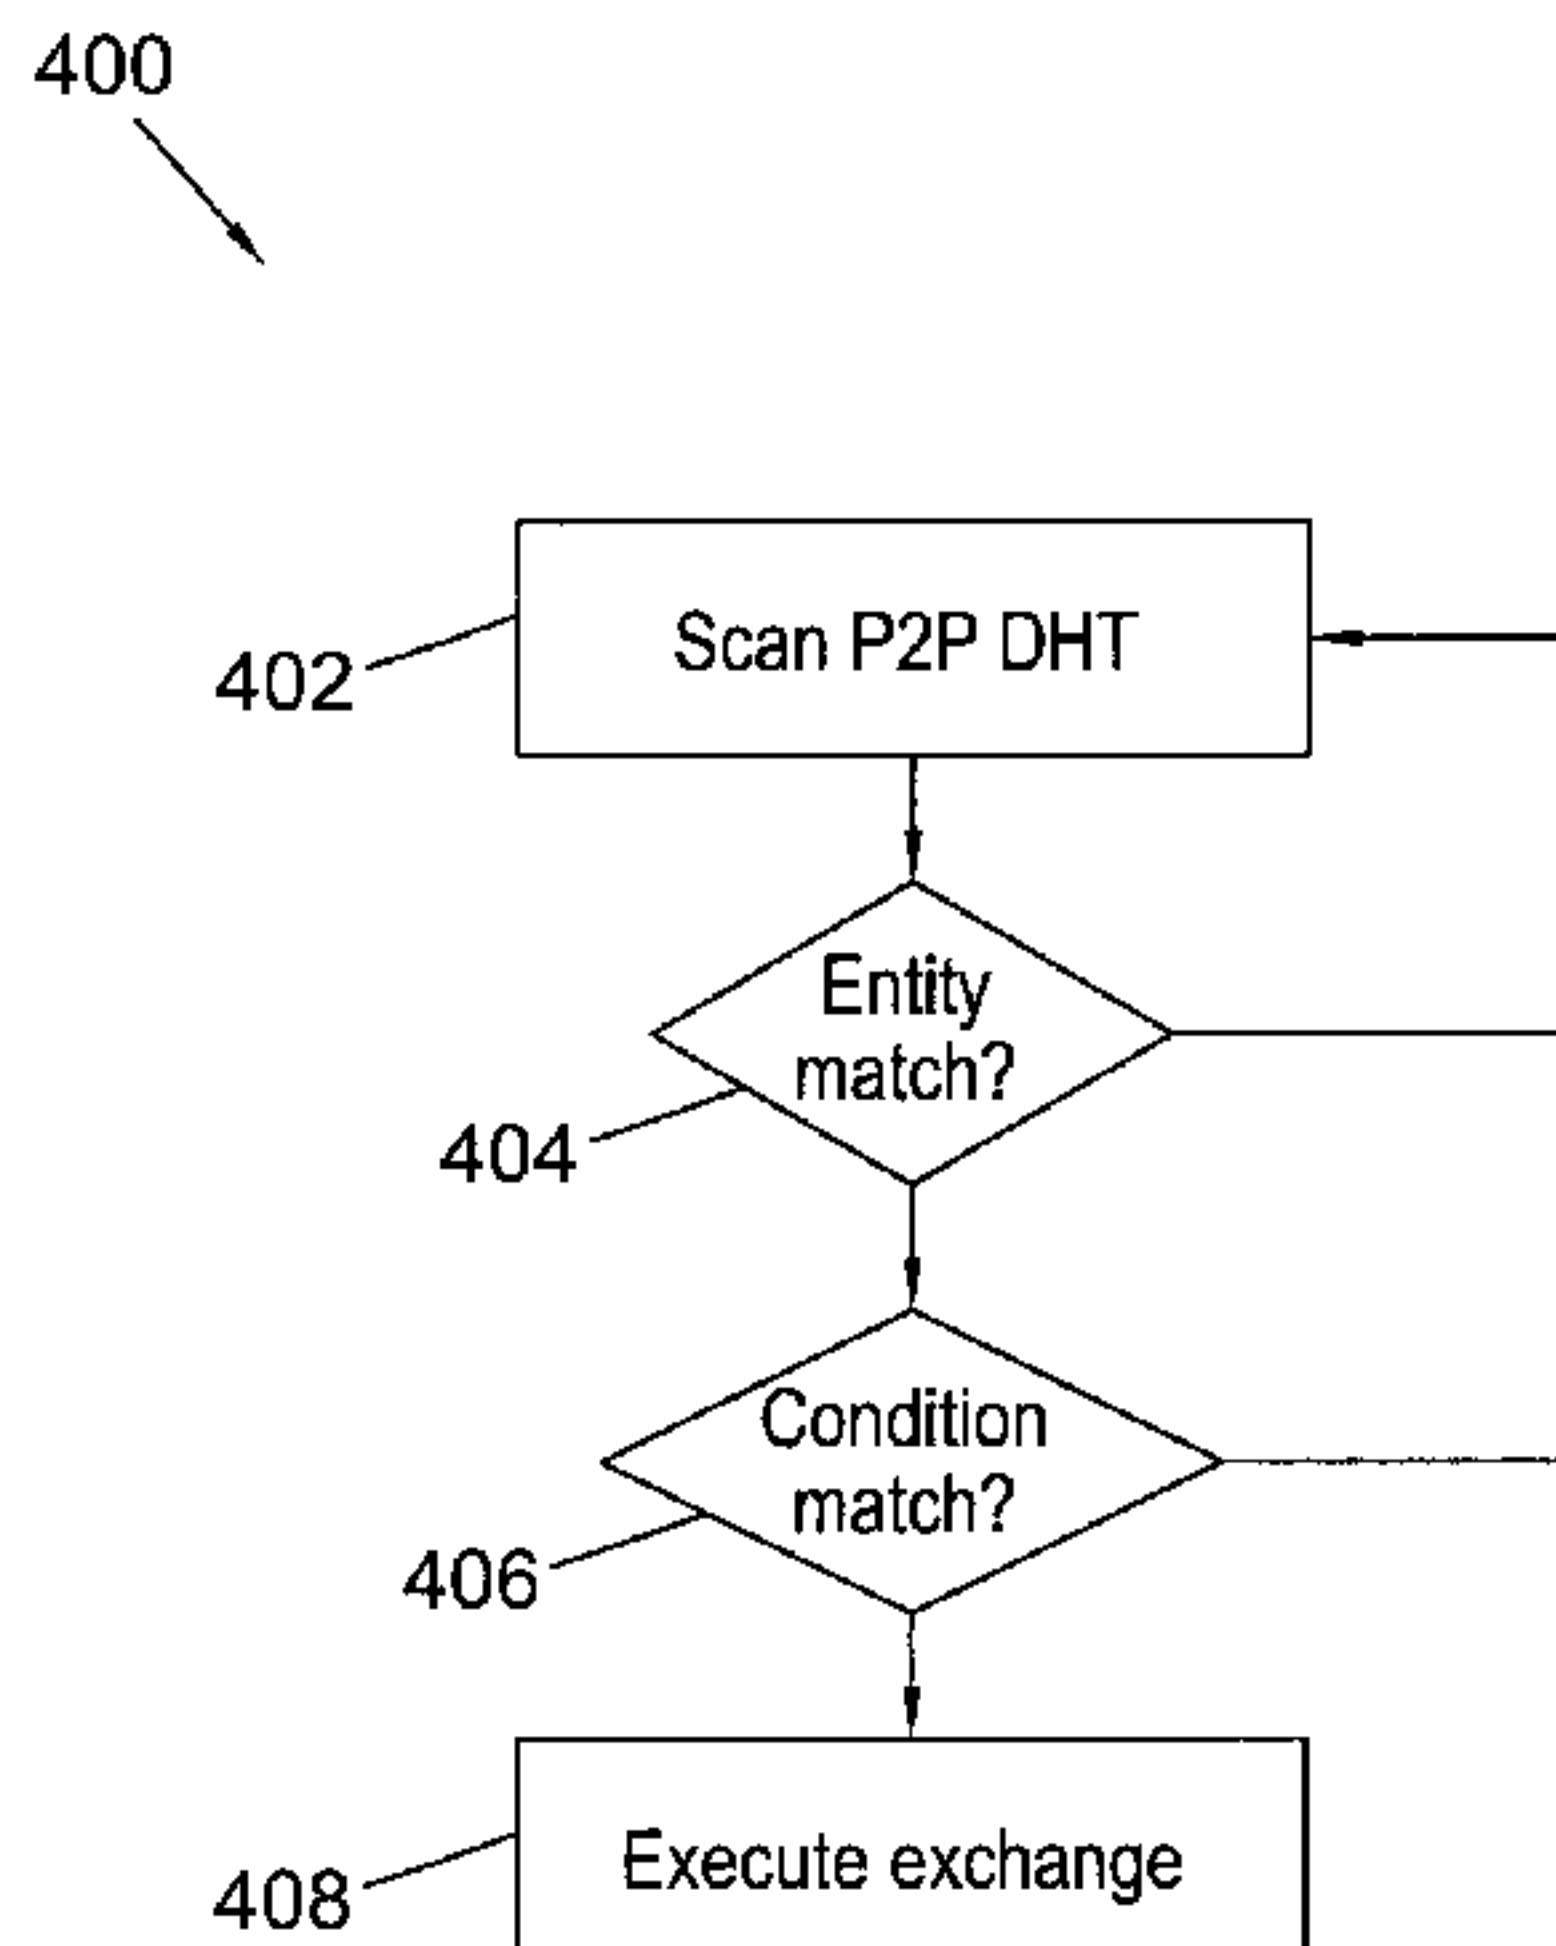 400
Scan P2P DHT
402
Entity
match?
404
Condition
match?
406
Execute exchange
408